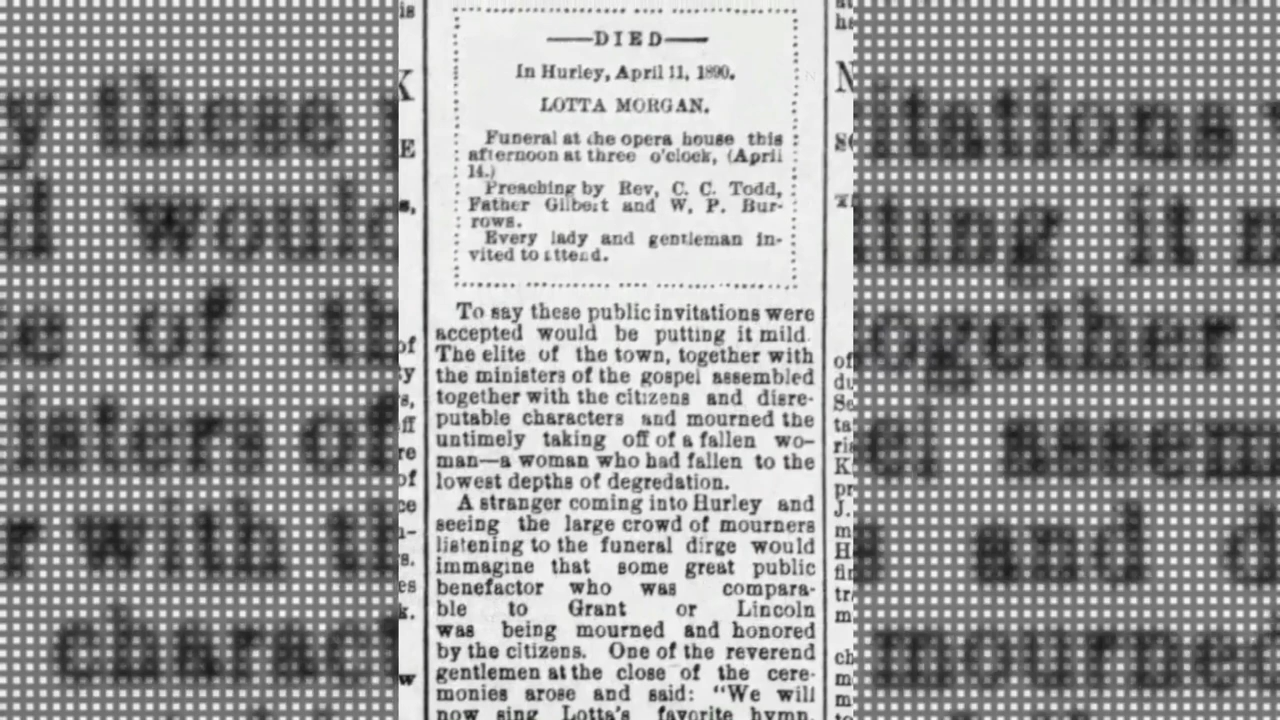 DIED
In Hurley, April 11, 1890.
LOTTA MORGAN.
Funeral at the opera house this
afternoon at three o'clock, (April
14.)
Preaching by Rev, C. C. Todd,
Father Gilbert and W. P. Bur-
rows.
Every lady and gentleman in-
vited to attend.
To say these public invitations were
accepted would be putting it mild.
The elite of the town, together with
the ministers of the gospel assembled
together with the citizens and disre-
putable characters and mourned the
untimely taking off of a fallen wo-
man—a woman who had fallen to the
lowest depths of degredation.
A stranger coming into Hurley and
seeing the large crowd of mourners
listening to the funeral dirge would
immagine that some great public
benefactor who was compara-
ble to Grant or Lincoln
was being mourned and honored
by the citizens. One of the reverend
gentlemen at the close of the cere-
monies arose and said: "We will
now sing Lotta's favorite hymn,